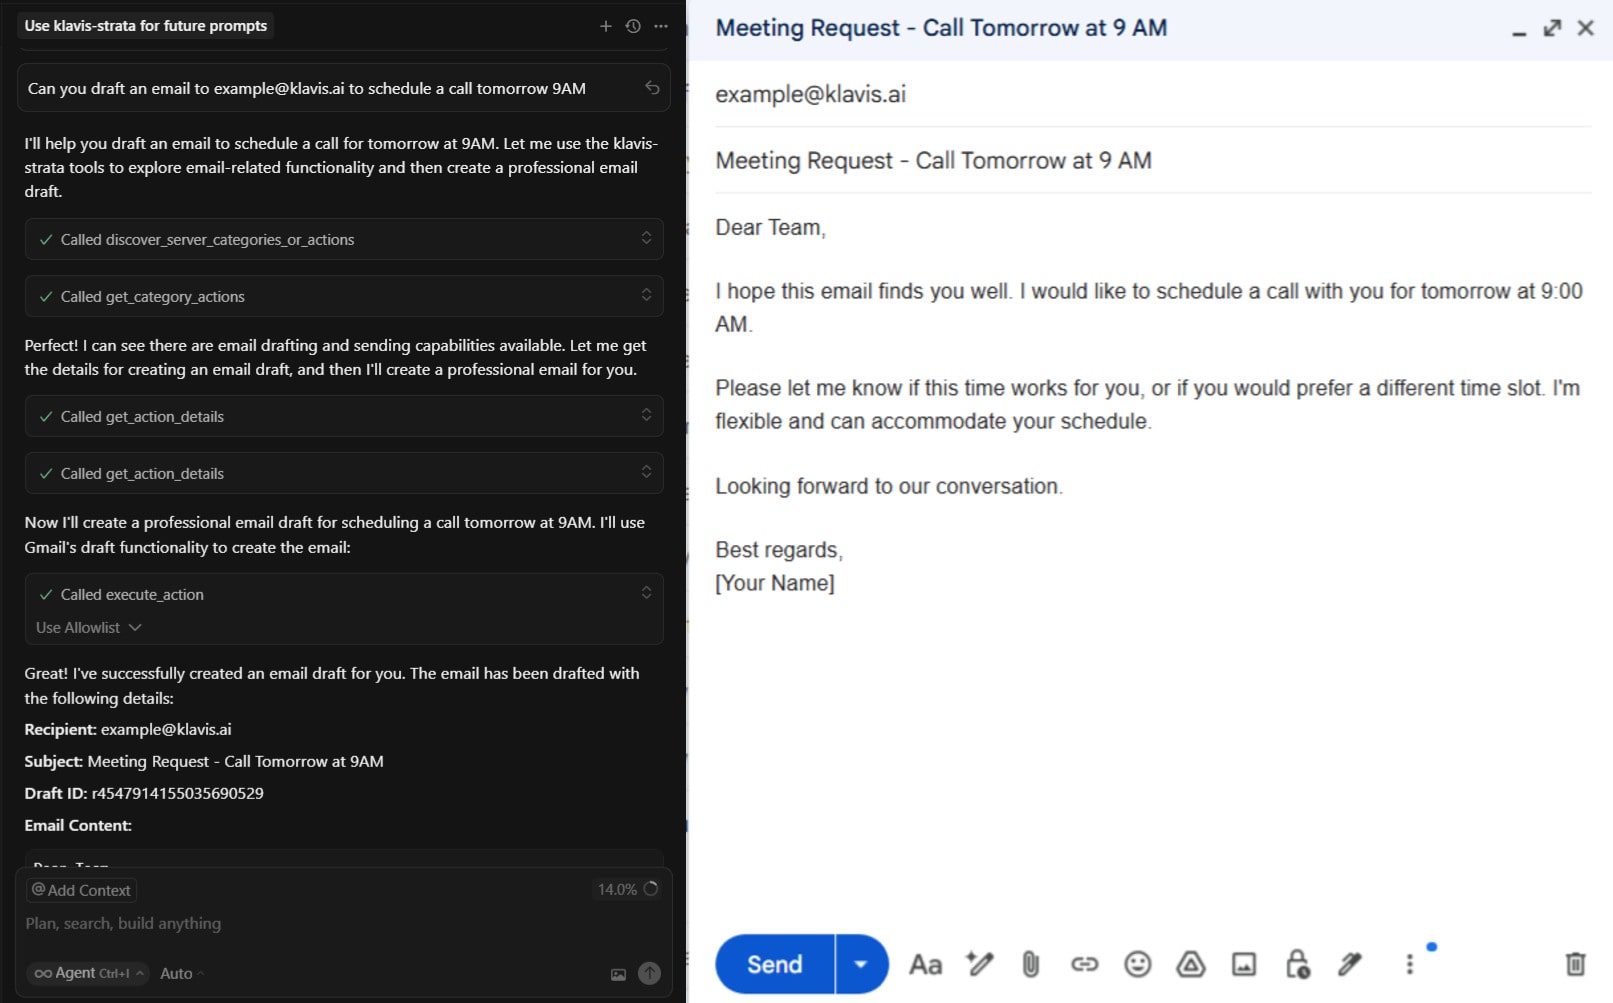 Use klavis-strata for future prompts
Can you draft an email to example@klavis.ai to schedule a call tomorrow 9AM
I'll help you draft an email to schedule a call for tomorrow at 9AM. Let me use the klavis-
strata tools to explore email-related functionality and then create a professional email
draft.
Called discover_server_categories_or_actions
Called get_category_actions
Perfect! I can see there are email drafting and sending capabilities available. Let me get
the details for creating an email draft, and then I'll create a professional email for you.
Called get_action_details
Called get_action_details
Now I'll create a professional email draft for scheduling a call tomorrow at 9AM. I'll use
Gmail's draft functionality to create the email:
Called execute_action
Use Allowlist
Great! I've successfully created an email draft for you. The email has been drafted with
the following details:
Recipient: example@klavis.ai
Subject: Meeting Request - Call Tomorrow at 9AM
Draft ID: r4547914155035690529
Email Content:
Dear Team,
@ Add Context
14.0%
Plan, search, build anything
Agent Ctrl+I
Auto
Meeting Request - Call Tomorrow at 9 AM
example@klavis.ai
Meeting Request - Call Tomorrow at 9 AM
Dear Team,
I hope this email finds you well. I would like to schedule a call with you for tomorrow at 9:00
AM.
Please let me know if this time works for you, or if you would prefer a different time slot. I'm
flexible and can accommodate your schedule.
Looking forward to our conversation.
Best regards,
[Your Name]
Send
Aa